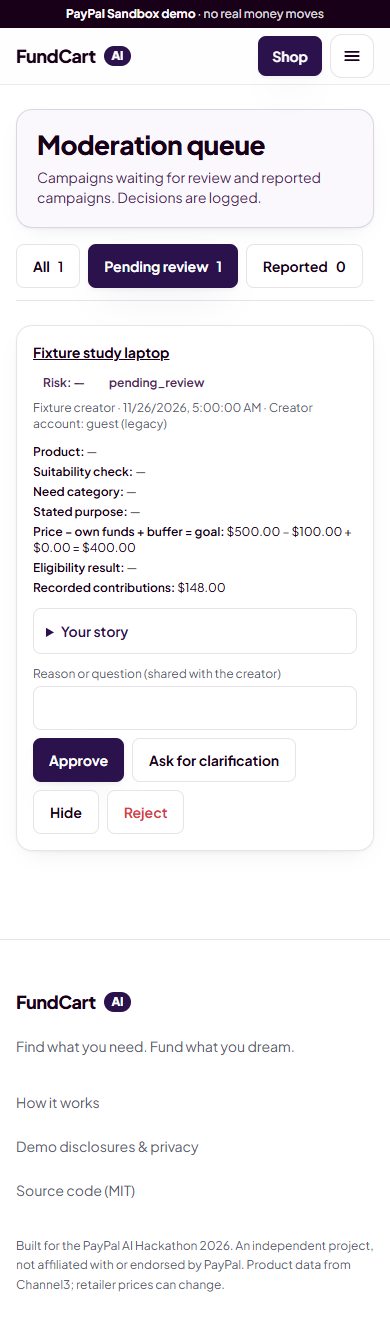 PayPal Sandbox demo · no real money moves
FundCart AI
Shop
Moderation queue
Campaigns waiting for review and reported
campaigns. Decisions are logged.
All 1
Pending review 1
Reported 0
Fixture study laptop
Risk: —
pending_review
Fixture creator · 11/26/2026, 5:00:00 AM · Creator
account: guest (legacy)
Product: —
Suitability check: —
Need category: —
Stated purpose: —
Price − own funds + buffer = goal: $500.00 − $100.00 +
$0.00 = $400.00
Eligibility result: —
Recorded contributions: $148.00
Your story
Reason or question (shared with the creator)
Approve
Ask for clarification
Hide
Reject
FundCart AI
Find what you need. Fund what you dream.
How it works
Demo disclosures & privacy
Source code (MIT)
Built for the PayPal AI Hackathon 2026. An independent project,
not affiliated with or endorsed by PayPal. Product data from
Channel3; retailer prices can change.